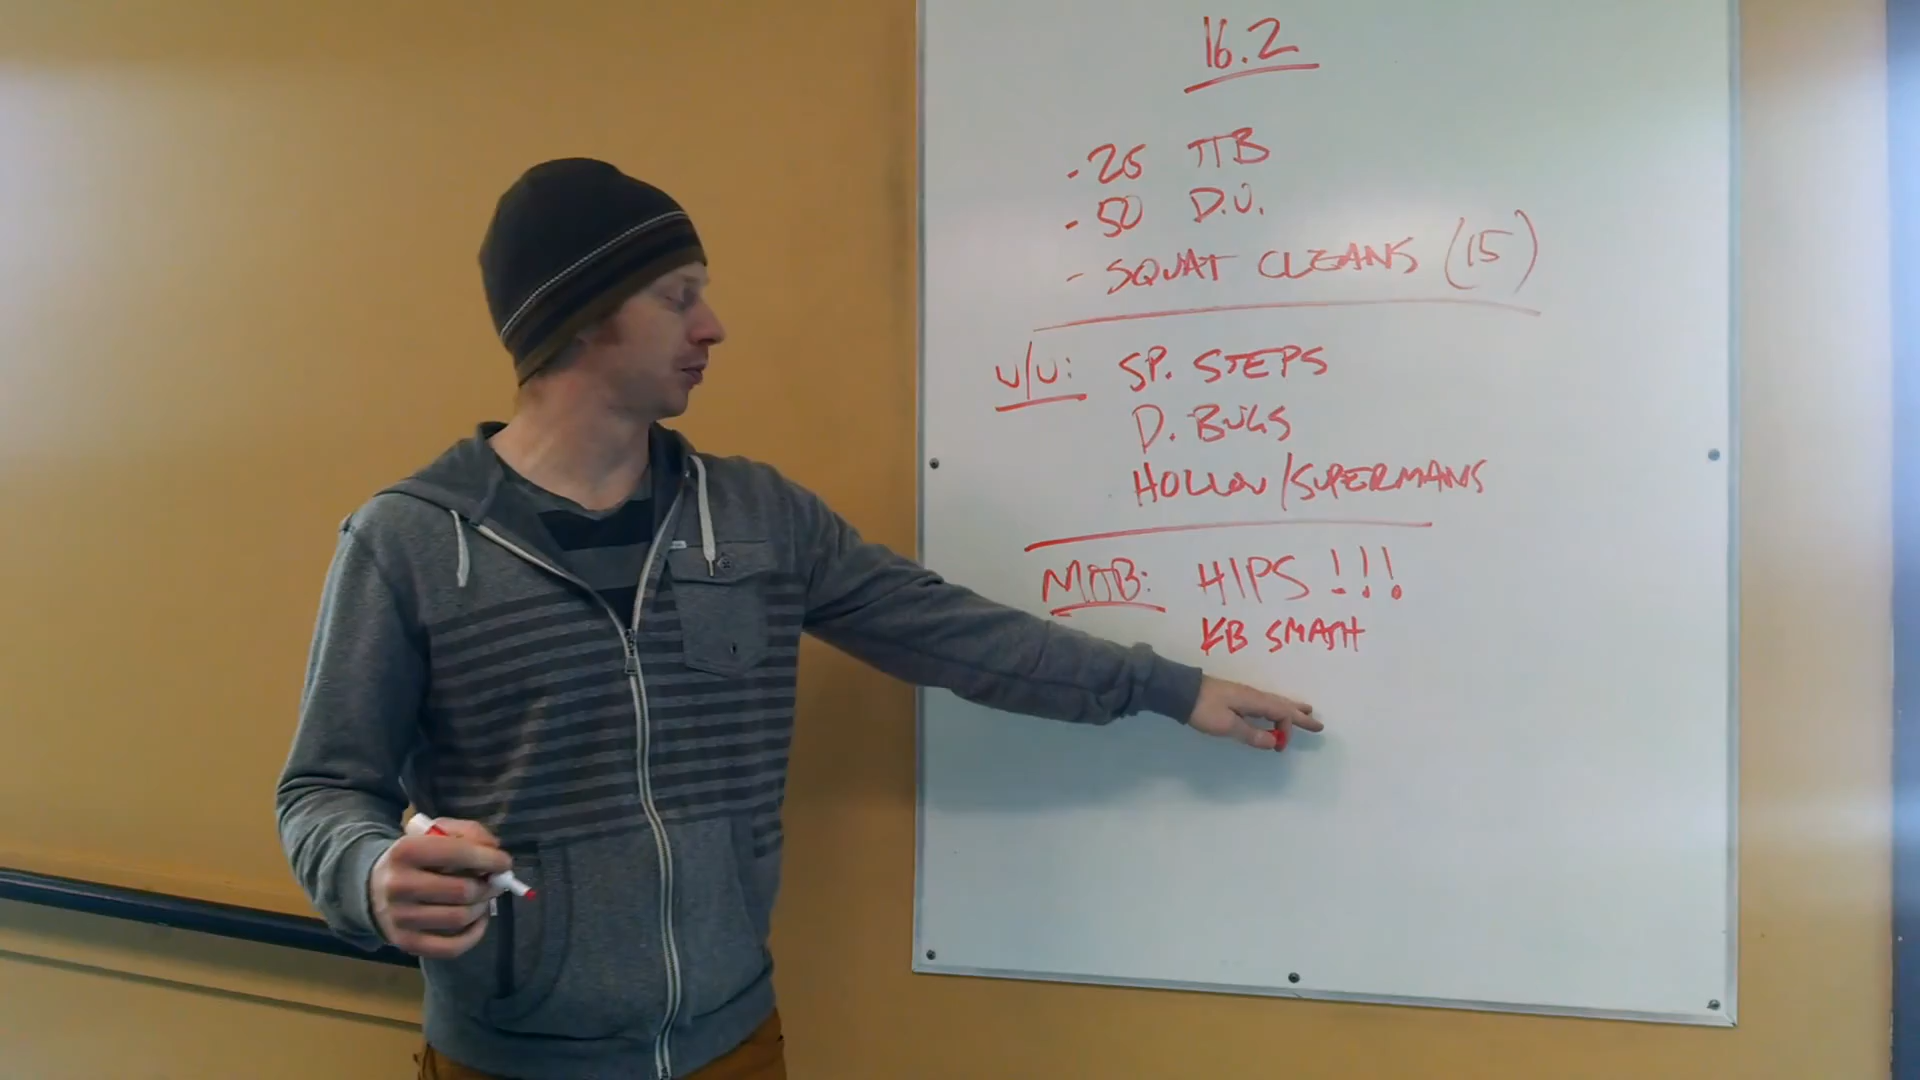 16.2
- 25 TTB
- 50 D.U.
- SQUAT CLEANS (15)
W/U: SP. STEPS
D. BUGS
HOLLOW/SUPERMANS
MOB: HIPS!!!
KB SMASH